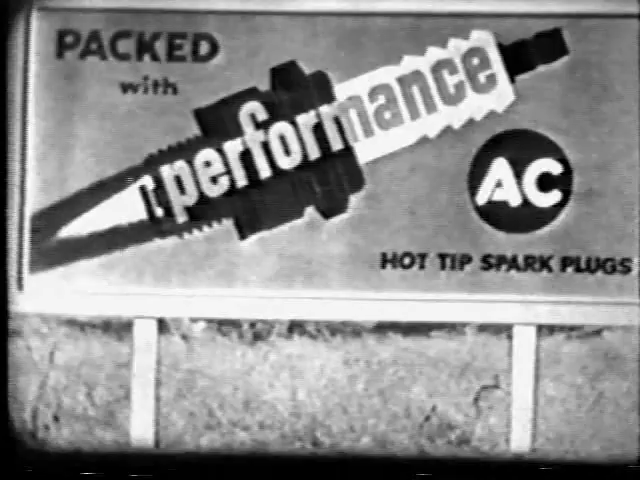 PACKED
with
performance
AC
HOT TIP SPARK PLUGS